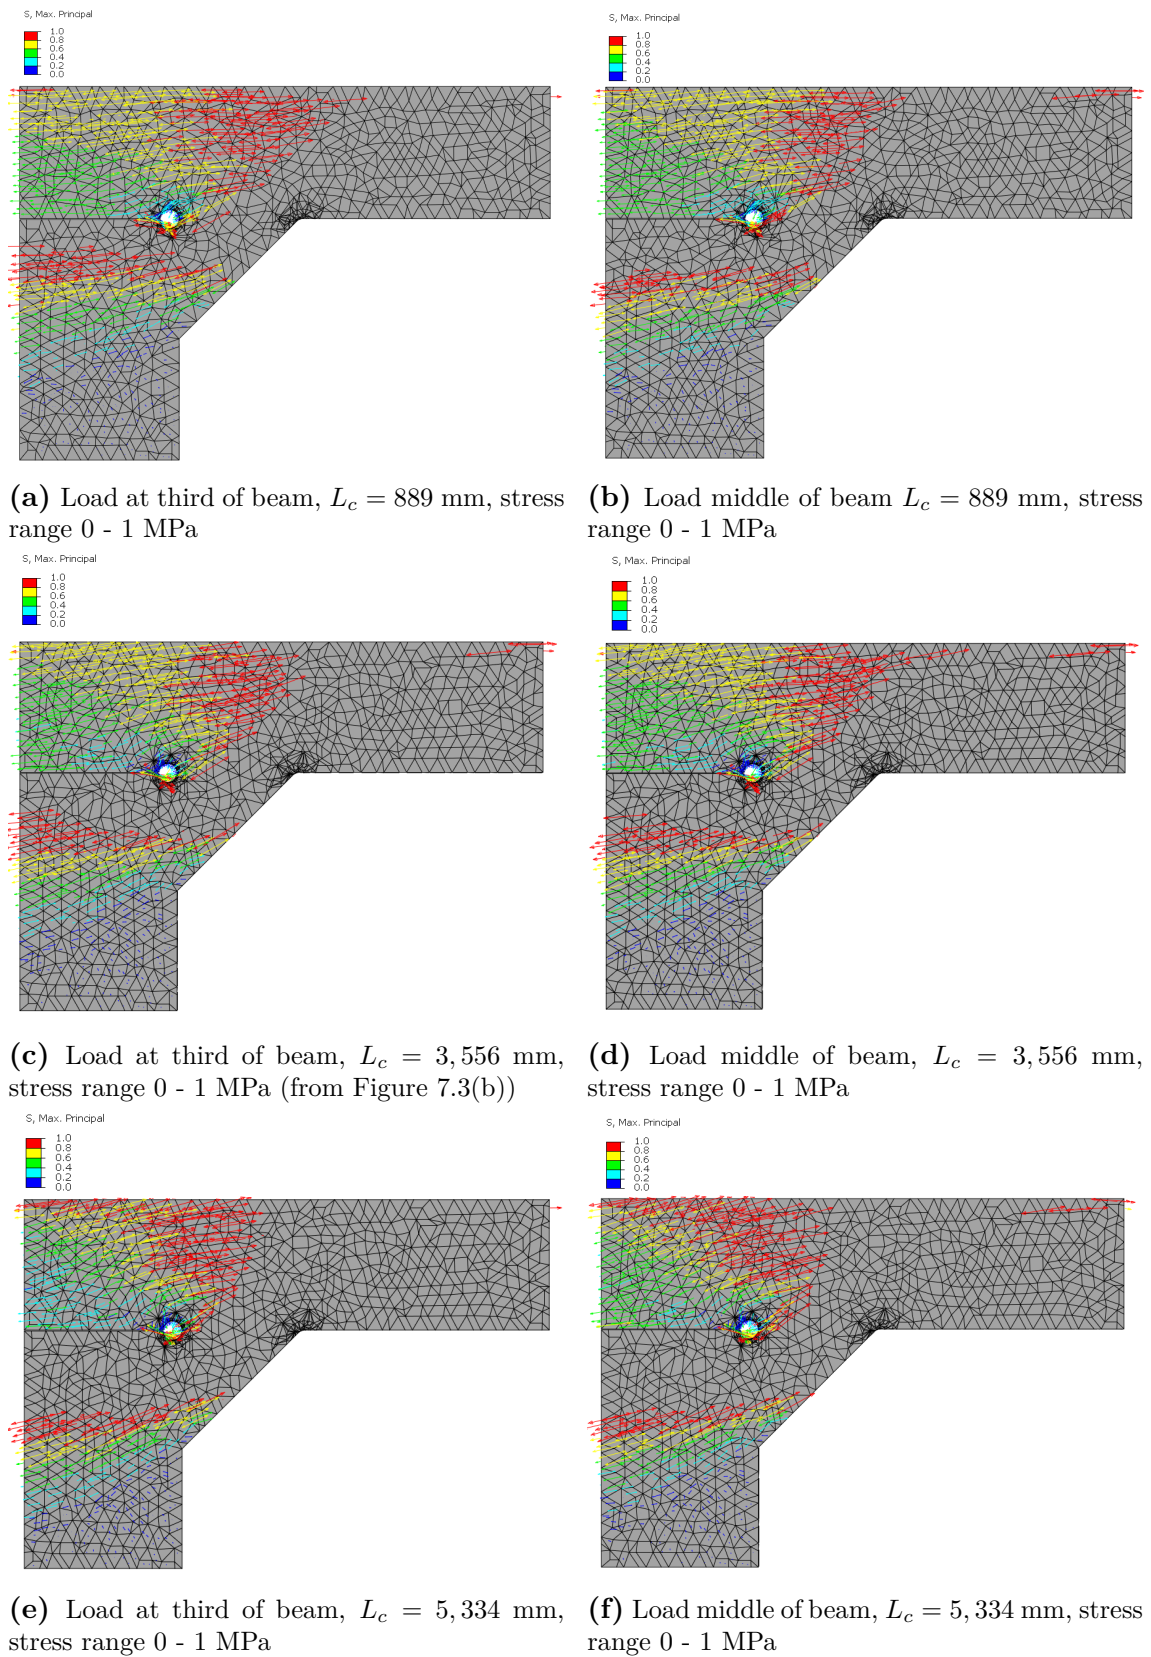 S, Max. Principal
1.0
0.8
0.6
0.4
0.2
0.0
S, Max. Principal
1.0
0.8
0.6
0.4
0.2
0.0
(a) Load at third of beam, L_c = 889 mm, stress
range 0 - 1 MPa
(b) Load middle of beam L_c = 889 mm, stress
range 0 - 1 MPa
S, Max. Principal
1.0
0.8
0.6
0.4
0.2
0.0
S, Max. Principal
1.0
0.8
0.6
0.4
0.2
0.0
(c) Load at third of beam, L_c = 3,556 mm,
stress range 0 - 1 MPa (from Figure 7.3(b))
(d) Load middle of beam, L_c = 3,556 mm,
stress range 0 - 1 MPa
S, Max. Principal
1.0
0.8
0.6
0.4
0.2
0.0
S, Max. Principal
1.0
0.8
0.6
0.4
0.2
0.0
(e) Load at third of beam, L_c = 5,334 mm,
stress range 0 - 1 MPa
(f) Load middle of beam, L_c = 5,334 mm, stress
range 0 - 1 MPa